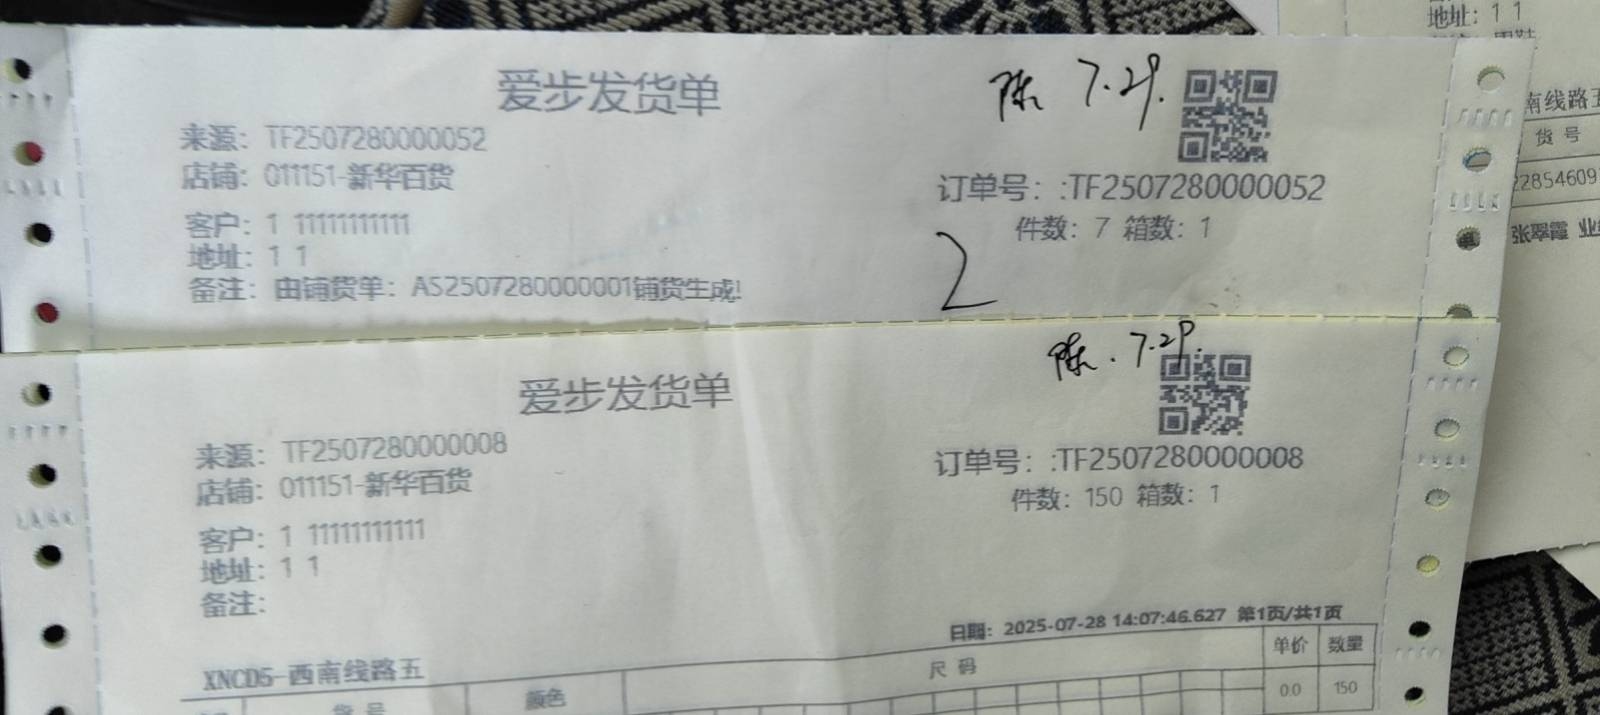 爱步发货单
陈 7.29.
来源: TF2507280000052
店铺: 011151-新华百货
订单号: :TF2507280000052
客户: 1 11111111111
件数: 7 箱数: 1
地址: 1 1
2
备注: 由铺货单: AS2507280000001铺货生成!
爱步发货单
陈. 7.29.
来源: TF2507280000008
店铺: 011151-新华百货
订单号: :TF2507280000008
件数: 150 箱数: 1
客户: 1 11111111111
地址: 1 1
备注:
日期: 2025-07-28 14:07:46.627 第1页/共1页
XNCD5-西南线路五
尺码
单价 数量
货号
颜色
0.0 150
地址: 1 1
南线路五
货号
2285460
张翠霞 业